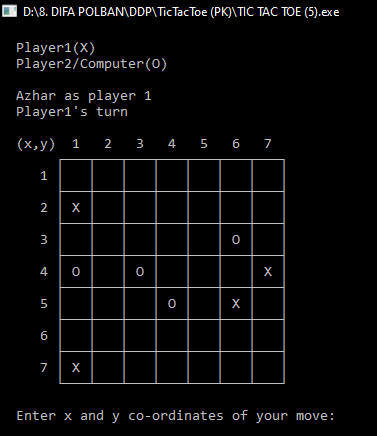 D:\8. DIFA POLBAN\DDP\TicTacToe (PK)\TIC TAC TOE (5).exe
Player1(X)
Player2/Computer(O)
Azhar as player 1
Player1's turn
(x,y) 1 2 3 4 5 6 7
1
2 X
3 O
4 O O X
5 O X
6
7 X
Enter x and y co-ordinates of your move: